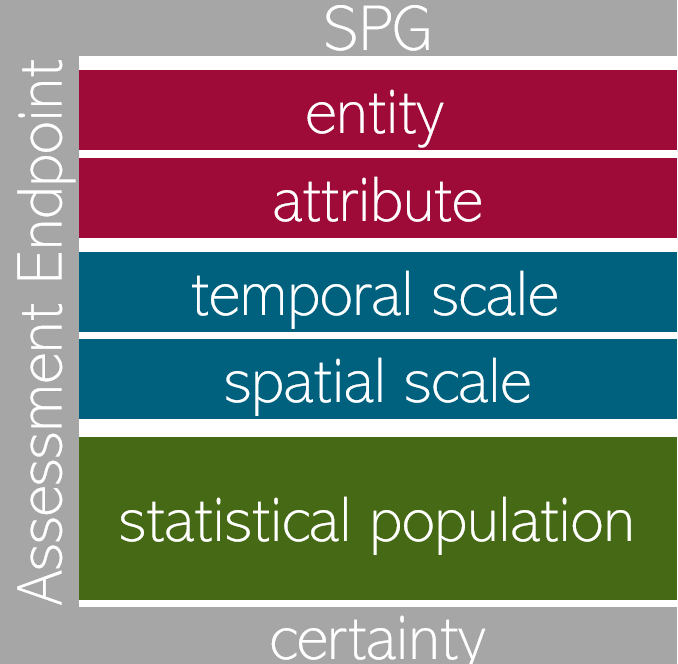 SPG
Assessment Endpoint
entity
attribute
temporal scale
spatial scale
statistical population
certainty